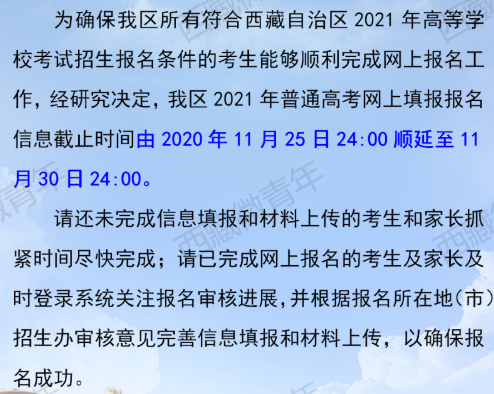 为确保我区所有符合西藏自治区 2021 年高等学
校考试招生报名条件的考生能够顺利完成网上报名工
作，经研究决定，我区 2021 年普通高考网上填报报名
信息截止时间由 2020 年 11 月 25 日 24:00 顺延至 11
月 30 日 24:00。
请还未完成信息填报和材料上传的考生和家长抓
紧时间尽快完成；请已完成网上报名的考生及家长及
时登录系统关注报名审核进展，并根据报名所在地（市）
招生办审核意见完善信息填报和材料上传，以确保报
名成功。
西藏微青年